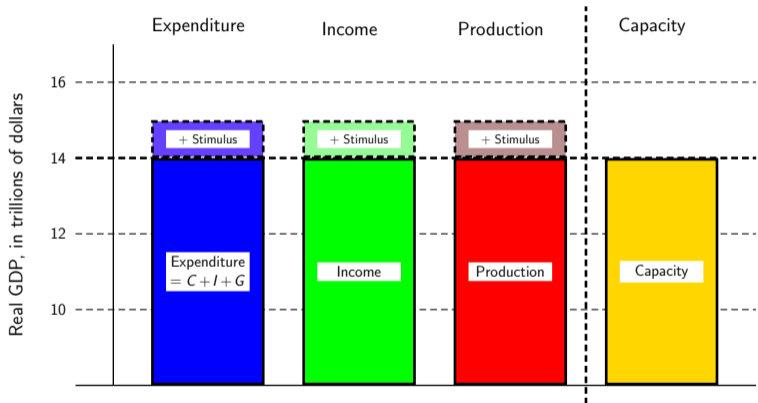 Expenditure
Income
Production
Capacity
Real GDP, in trillions of dollars
16
+ Stimulus
+ Stimulus
+ Stimulus
14
12
Expenditure
= C + I + G
Income
Production
Capacity
10